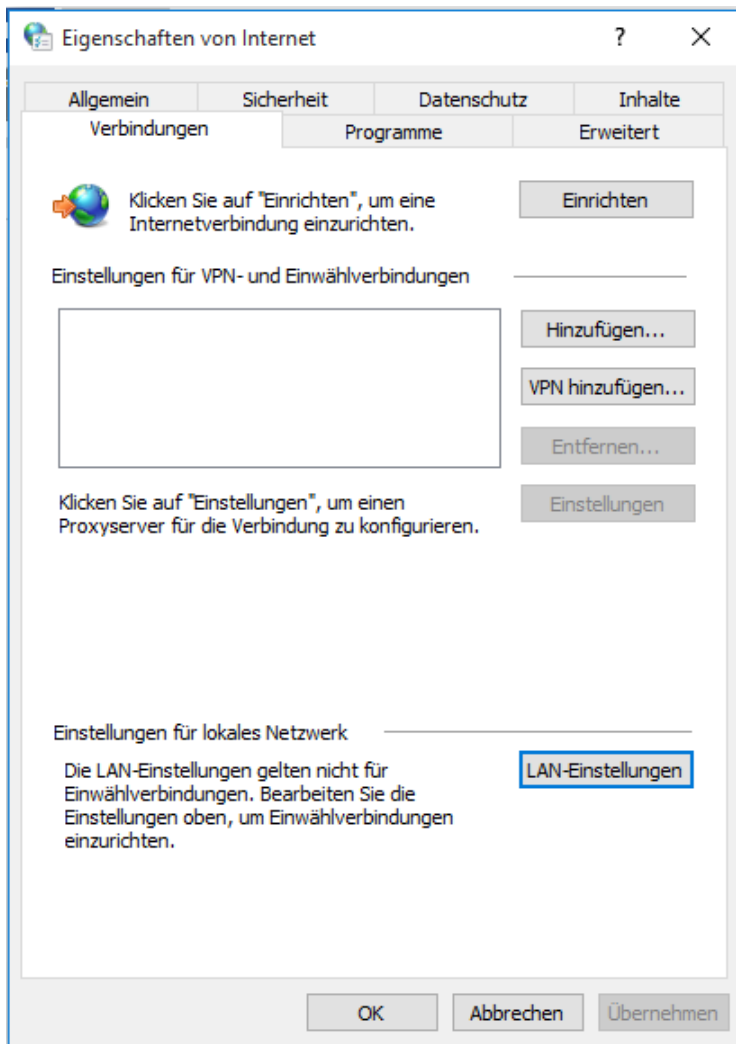 Eigenschaften von Internet
?
Allgemein
Sicherheit
Datenschutz
Inhalte
Verbindungen
Programme
Erweitert
Klicken Sie auf "Einrichten", um eine
Internetverbindung einzurichten.
Einrichten
Einstellungen für VPN- und Einwählverbindungen
Hinzufügen...
VPN hinzufügen...
Entfernen...
Klicken Sie auf "Einstellungen", um einen
Proxyserver für die Verbindung zu konfigurieren.
Einstellungen
Einstellungen für lokales Netzwerk
Die LAN-Einstellungen gelten nicht für
Einwählverbindungen. Bearbeiten Sie die
Einstellungen oben, um Einwählverbindungen
einzurichten.
LAN-Einstellungen
OK
Abbrechen
Übernehmen